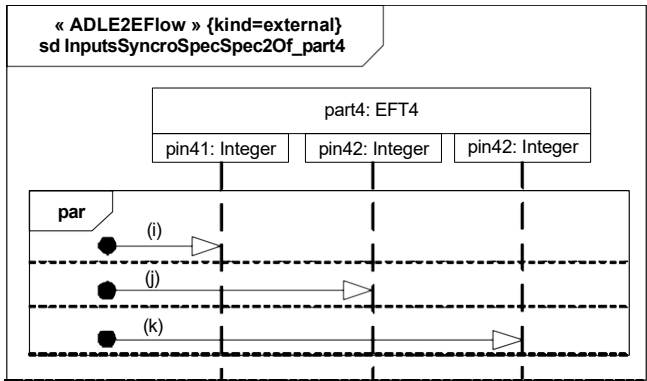 « ADLE2EFlow » {kind=external}
sd InputsSyncroSpecSpec2Of_part4
part4: EFT4
pin41: Integer
pin42: Integer
pin42: Integer
par
(i)
(j)
(k)